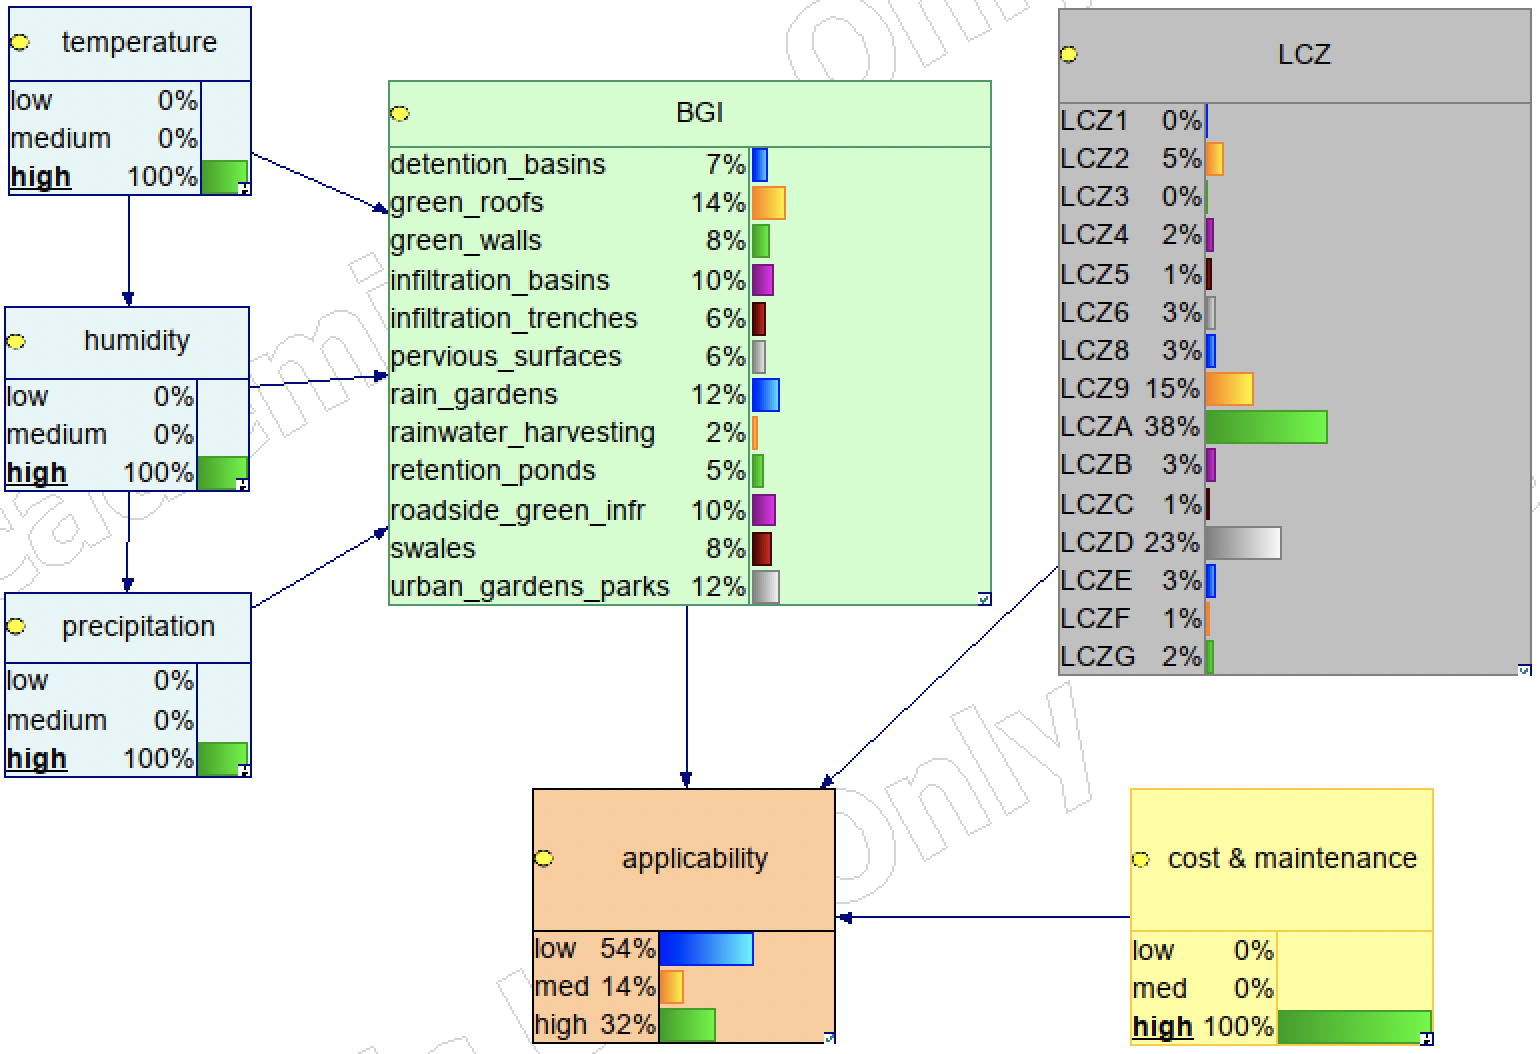 temperature
low 0%
medium 0%
high 100%
humidity
low 0%
medium 0%
high 100%
precipitation
low 0%
medium 0%
high 100%
BGI
detention_basins 7%
green_roofs 14%
green_walls 8%
infiltration_basins 10%
infiltration_trenches 6%
pervious_surfaces 6%
rain_gardens 12%
rainwater_harvesting 2%
retention_ponds 5%
roadside_green_infr 10%
swales 8%
urban_gardens_parks 12%
LCZ
LCZ1 0%
LCZ2 5%
LCZ3 0%
LCZ4 2%
LCZ5 1%
LCZ6 3%
LCZ8 3%
LCZ9 15%
LCZA 38%
LCZB 3%
LCZC 1%
LCZD 23%
LCZE 3%
LCZF 1%
LCZG 2%
applicability
low 54%
med 14%
high 32%
cost & maintenance
low 0%
med 0%
high 100%
only